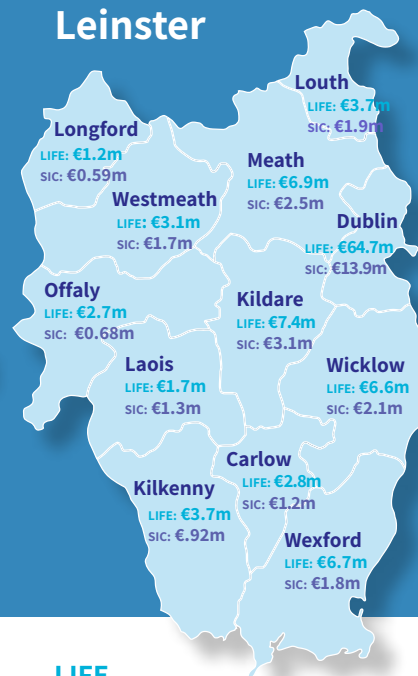 Leinster
Louth
LIFE: €3.7m
SIC: €1.9m
Longford
LIFE: €1.2m
SIC: €0.59m
Meath
LIFE: €6.9m
SIC: €2.5m
Westmeath
LIFE: €3.1m
SIC: €1.7m
Dublin
LIFE: €64.7m
SIC: €13.9m
Offaly
LIFE: €2.7m
SIC: €0.68m
Kildare
LIFE: €7.4m
SIC: €3.1m
Laois
LIFE: €1.7m
SIC: €1.3m
Wicklow
LIFE: €6.6m
SIC: €2.1m
Carlow
LIFE: €2.8m
SIC: €1.2m
Kilkenny
LIFE: €3.7m
SIC: €.92m
Wexford
LIFE: €6.7m
SIC: €1.8m
LIFE